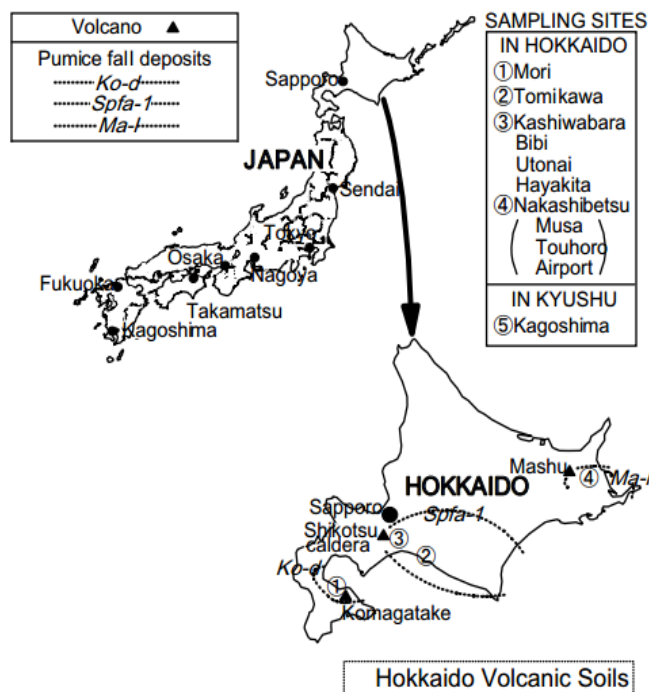 Volcano ▲
Pumice fall deposits
Ko-d
Spfa-1
Ma-l
SAMPLING SITES
IN HOKKAIDO
①Mori
②Tomikawa
③Kashiwabara
Bibi
Utonai
Hayakita
④Nakashibetsu
(Musa
Touhoro
Airport)
IN KYUSHU
⑤Kagoshima
Sapporo
JAPAN
Sendai
Tokyo
Osaka
Nagoya
Fukuoka
Takamatsu
Kagoshima
Mashu
④
Ma-l
HOKKAIDO
Sapporo
Spfa-1
Shikotsu
caldera
③
②
Ko-d
①
Komagatake
Hokkaido Volcanic Soils